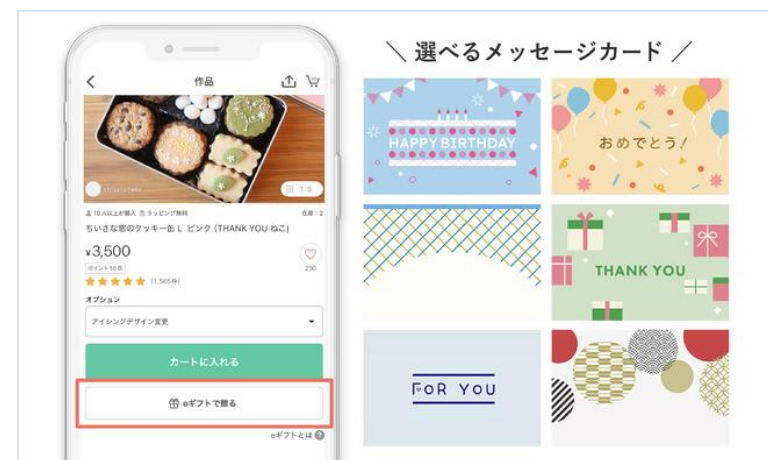 作品
1:5
10人以上が購入 ラッピング無料
在庫:2
ちいさな窓のクッキー缶 L ピンク (THANK YOU ねこ)
¥3,500
ポイント10倍
230
(1,505件)
オプション
アイシングデザイン変更
カートに入れる
eギフトで贈る
eギフトとは ?
＼ 選べるメッセージカード ／
HAPPY BIRTHDAY
おめでとう!
THANK YOU
FOR YOU